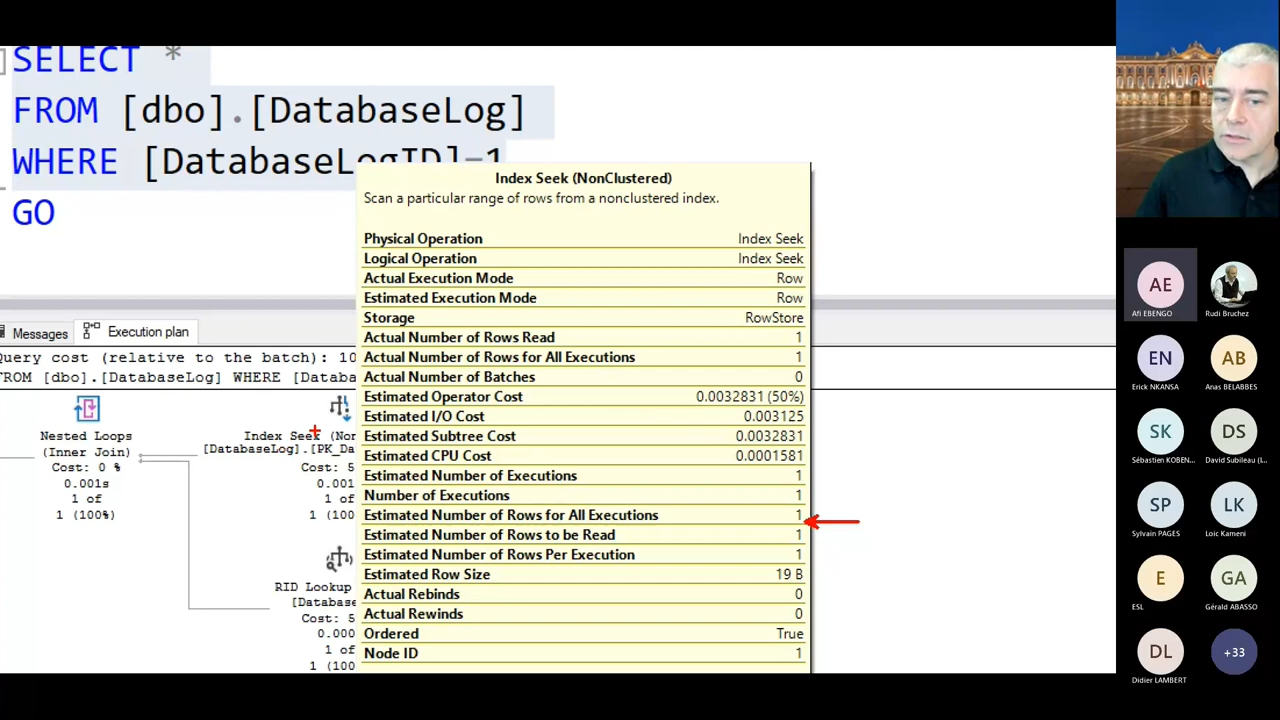 SELECT *
FROM [dbo].[DatabaseLog]
WHERE [DatabaseLogID]=1
GO
Index Seek (NonClustered)
Scan a particular range of rows from a nonclustered index.
Physical Operation Index Seek
Logical Operation Index Seek
Actual Execution Mode Row
Estimated Execution Mode Row
Storage RowStore
Actual Number of Rows Read 1
Actual Number of Rows for All Executions 1
Actual Number of Batches 0
Estimated Operator Cost 0.0032831 (50%)
Estimated I/O Cost 0.003125
Estimated Subtree Cost 0.0032831
Estimated CPU Cost 0.0001581
Estimated Number of Executions 1
Number of Executions 1
Estimated Number of Rows for All Executions 1
Estimated Number of Rows to be Read 1
Estimated Number of Rows Per Execution 1
Estimated Row Size 19 B
Actual Rebinds 0
Actual Rewinds 0
Ordered True
Node ID 1
Messages Execution plan
Query cost (relative to the batch): 10
FROM [dbo].[DatabaseLog] WHERE [Databa
Nested Loops
(Inner Join)
Cost: 0 %
0.001s
1 of
1 (100%)
Index Seek (Non
[DatabaseLog].[PK_Da
Cost: 5
0.001
1 of
1 (100
RID Lookup
[Database
Cost: 5
0.000
1 of
1 (100
AE
Afi EBENGO
Rudi Bruchez
EN
Erick NKANSA
AB
Anas BELABBES
SK
Sébastien KOBEN...
DS
David Subileau (I...
SP
Sylvain PAGES
LK
Loic Kameni
E
ESL
GA
Gérald ABASSO
DL
Didier LAMBERT
+33